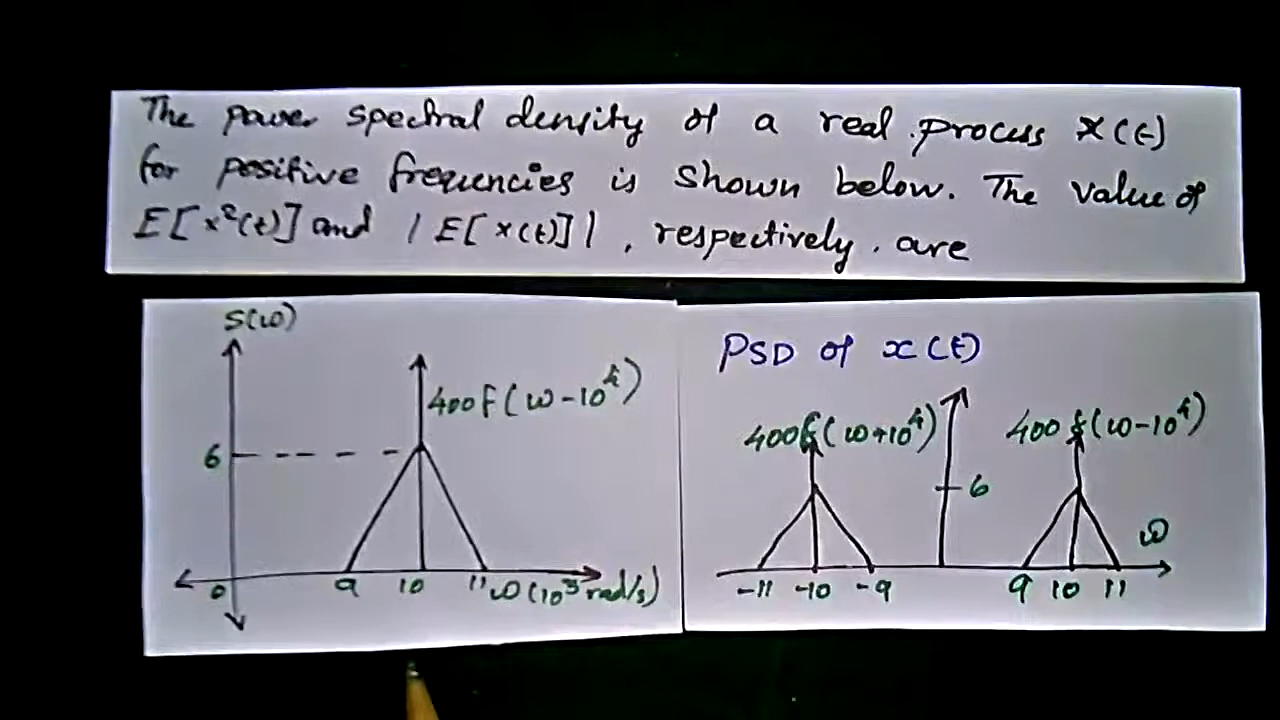 The power spectral density of a real process X(t)
for positive frequencies is shown below. The value of
E[x²(t)] and |E[x(t)]|, respectively, are
S(ω)
400δ(ω-10⁴)
6
0 9 10 11 ω(10³ rad/s)
PSD of x(t)
400δ(ω+10⁴) 400δ(ω-10⁴)
6
ω
-11 -10 -9 9 10 11